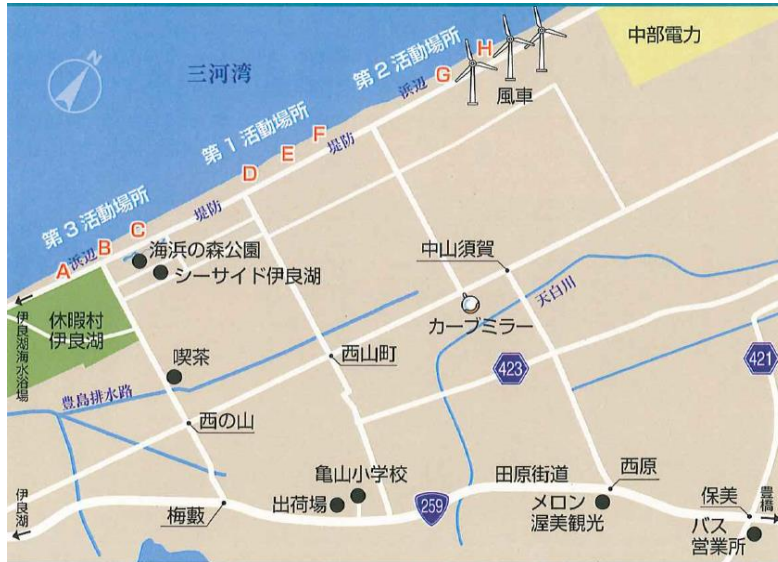 N
三河湾
中部電力
第2活動場所
浜辺
G
H
風車
第1活動場所
D
E
F
堤防
第3活動場所
浜辺
A
B
C
堤防
海浜の森公園
シーサイド伊良湖
中山須賀
天白川
カーブミラー
伊良湖海水浴場
休暇村
伊良湖
喫茶
西山町
423
421
豊島排水路
西の山
亀山小学校
出荷場
259
田原街道
西原
メロン
渥美観光
保美
豊橋
バス
営業所
伊良湖
梅藪